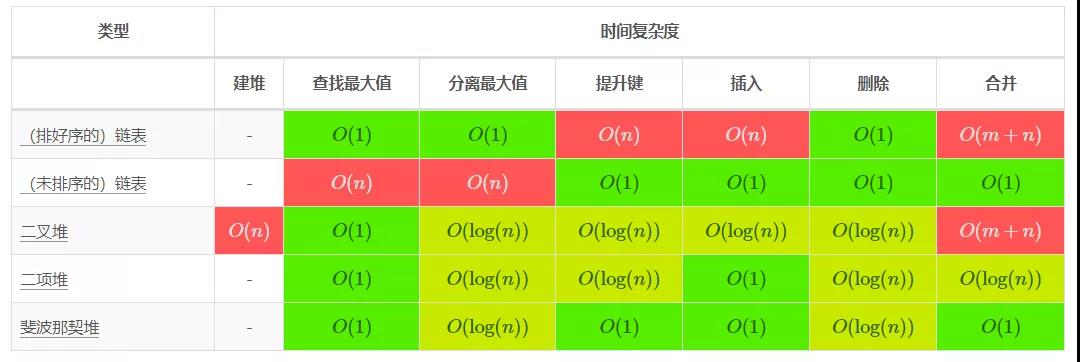 类型 时间复杂度
建堆 查找最大值 分离最大值 提升键 插入 删除 合并
（排好序的）链表 - O(1) O(1) O(n) O(n) O(1) O(m + n)
（未排序的）链表 - O(n) O(n) O(1) O(1) O(1) O(1)
二叉堆 O(n) O(1) O(log(n)) O(log(n)) O(log(n)) O(log(n)) O(m + n)
二项堆 - O(1) O(log(n)) O(log(n)) O(1) O(log(n)) O(log(n))
斐波那契堆 - O(1) O(log(n)) O(1) O(1) O(log(n)) O(1)